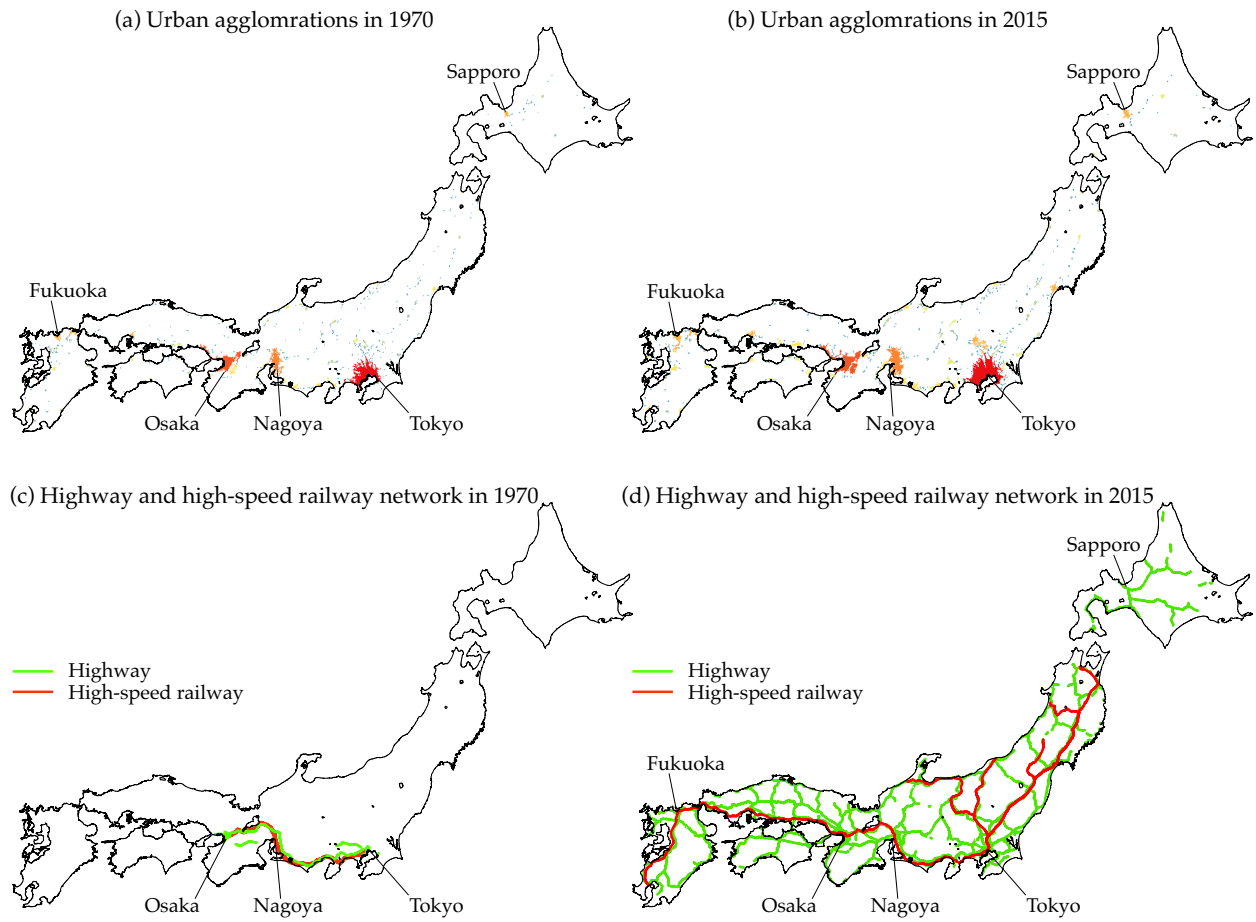 (a) Urban agglomrations in 1970
Sapporo
Fukuoka
Osaka
Nagoya
Tokyo
(b) Urban agglomrations in 2015
Sapporo
Fukuoka
Osaka
Nagoya
Tokyo
(c) Highway and high-speed railway network in 1970
Highway
High-speed railway
Osaka
Nagoya
Tokyo
(d) Highway and high-speed railway network in 2015
Sapporo
Highway
High-speed railway
Fukuoka
Osaka
Nagoya
Tokyo